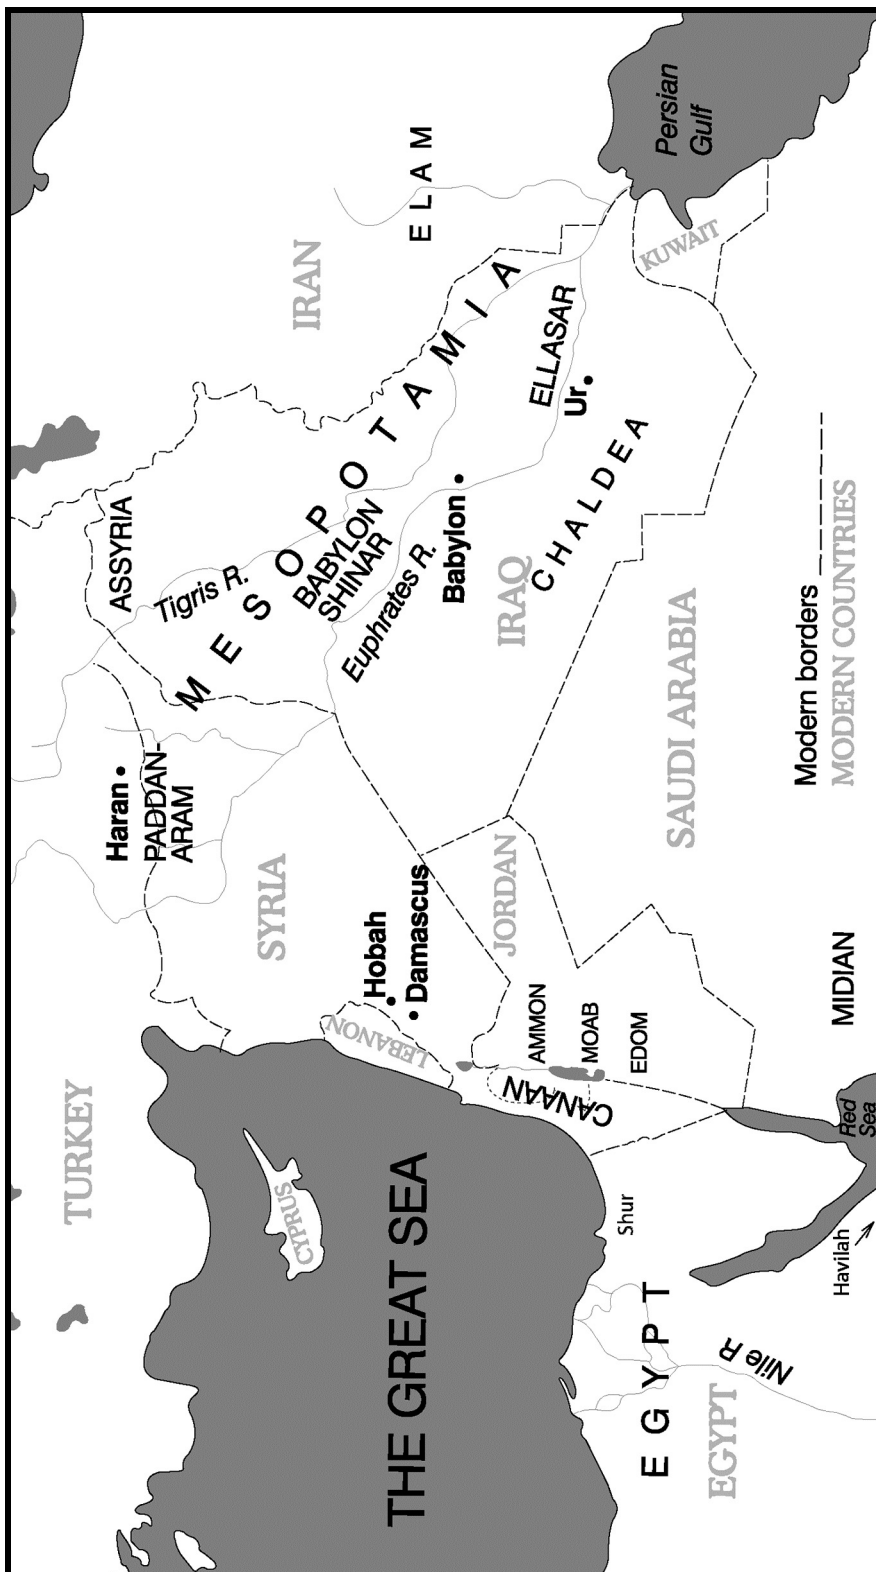 TURKEY
Haran
PADDAN-
ARAM
ASSYRIA
Tigris R.
MESOPOTAMIA
IRAN
ELAM
CYPRUS
SYRIA
BABYLON
SHINAR
Euphrates R.
LEBANON
Hobah
Damascus
Babylon
THE GREAT SEA
IRAQ
CHALDEA
ELLASAR
Ur
JORDAN
AMMON
MOAB
EDOM
CANAAN
Shur
KUWAIT
Persian
Gulf
EGYPT
EGYPT
Nile R
SAUDI ARABIA
MIDIAN
Red
Sea
Havilah
Modern borders
MODERN COUNTRIES